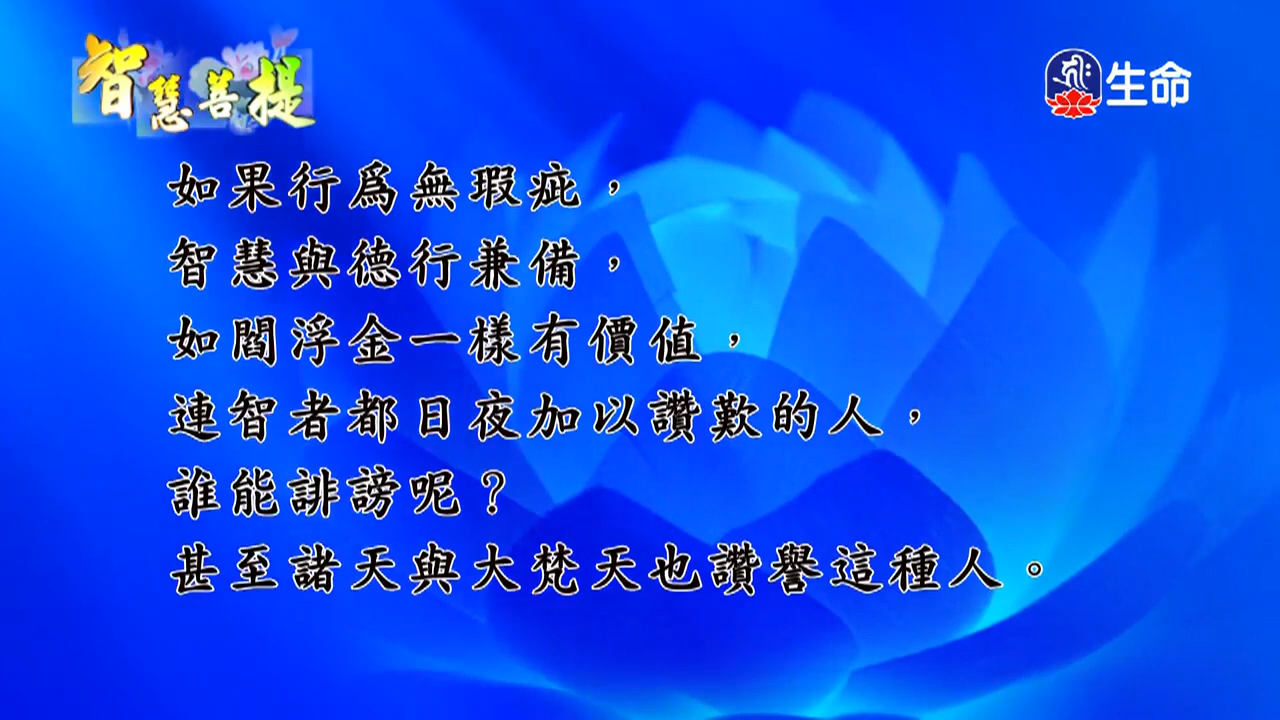 智慧菩提
生命
如果行為無瑕疵，
智慧與德行兼備，
如閻浮金一樣有價值，
連智者都日夜加以讚歎的人，
誰能誹謗呢？
甚至諸天與大梵天也讚譽這種人。